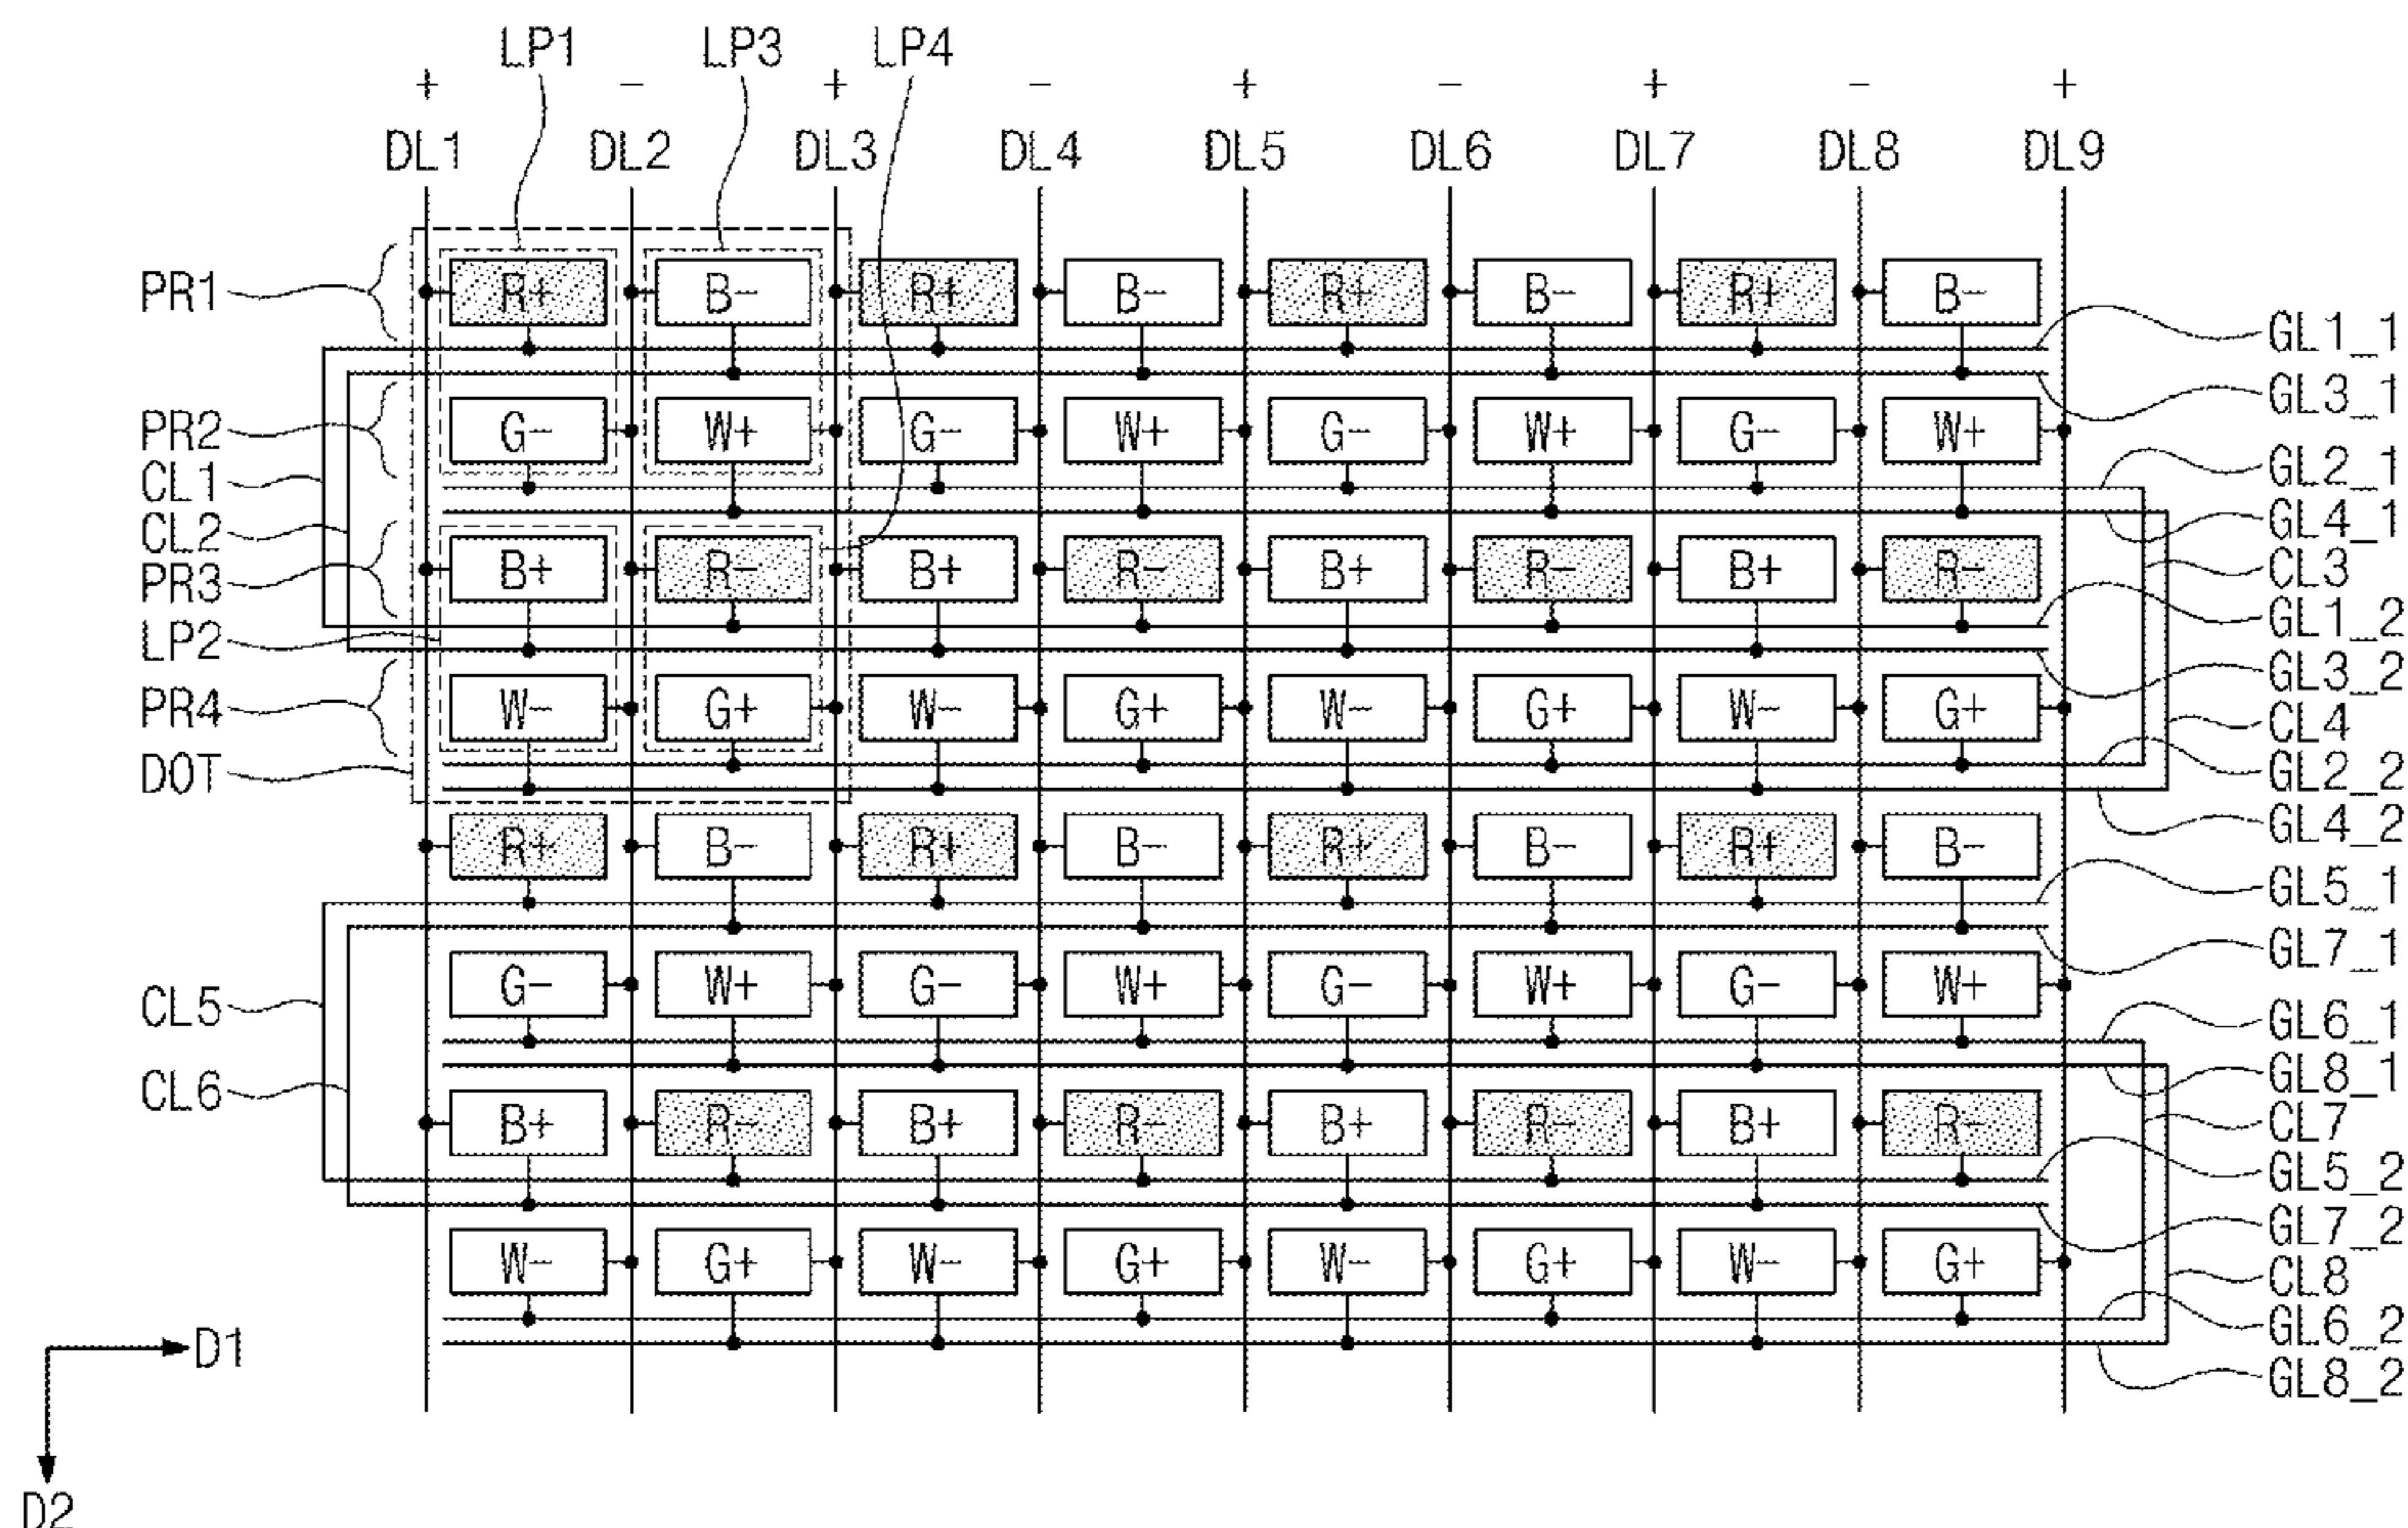 LP1 LP3 LP4
+ - + - + - + - +
DL1 DL2 DL3 DL4 DL5 DL6 DL7 DL8 DL9
PR1 R+ B- R+ B- R+ B- R+ B-
GL1_1
GL3_1
PR2 G- W+ G- W+ G- W+ G- W+
CL1 GL2_1
CL2 GL4_1
PR3 B+ R- B+ R- B+ R- B+ R- CL3
GL1_2
LP2 GL3_2
PR4 W- G+ W- G+ W- G+ W- G+ CL4
DOT GL2_2
GL4_2
R+ B- R+ B- R+ B- R+ B-
GL5_1
GL7_1
CL5 G- W+ G- W+ G- W+ G- W+
GL6_1
CL6 GL8_1
B+ R- B+ R- B+ R- B+ R- CL7
GL5_2
GL7_2
W- G+ W- G+ W- G+ W- G+ CL8
GL6_2
D1 GL8_2
D2